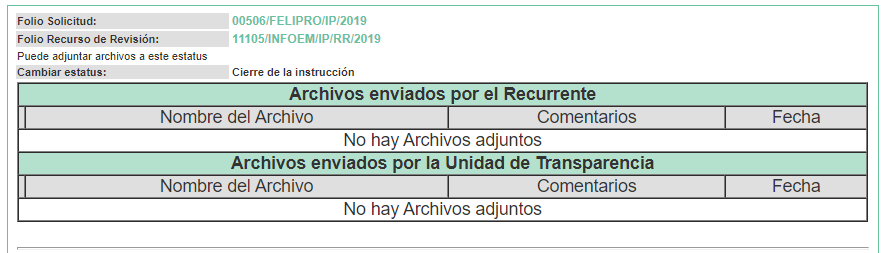 Folio Solicitud: 00506/FELIPRO/IP/2019
Folio Recurso de Revisión: 11105/INFOEM/IP/RR/2019
Puede adjuntar archivos a este estatus
Cambiar estatus: Cierre de la instrucción
Archivos enviados por el Recurrente
Nombre del Archivo Comentarios Fecha
No hay Archivos adjuntos
Archivos enviados por la Unidad de Transparencia
Nombre del Archivo Comentarios Fecha
No hay Archivos adjuntos